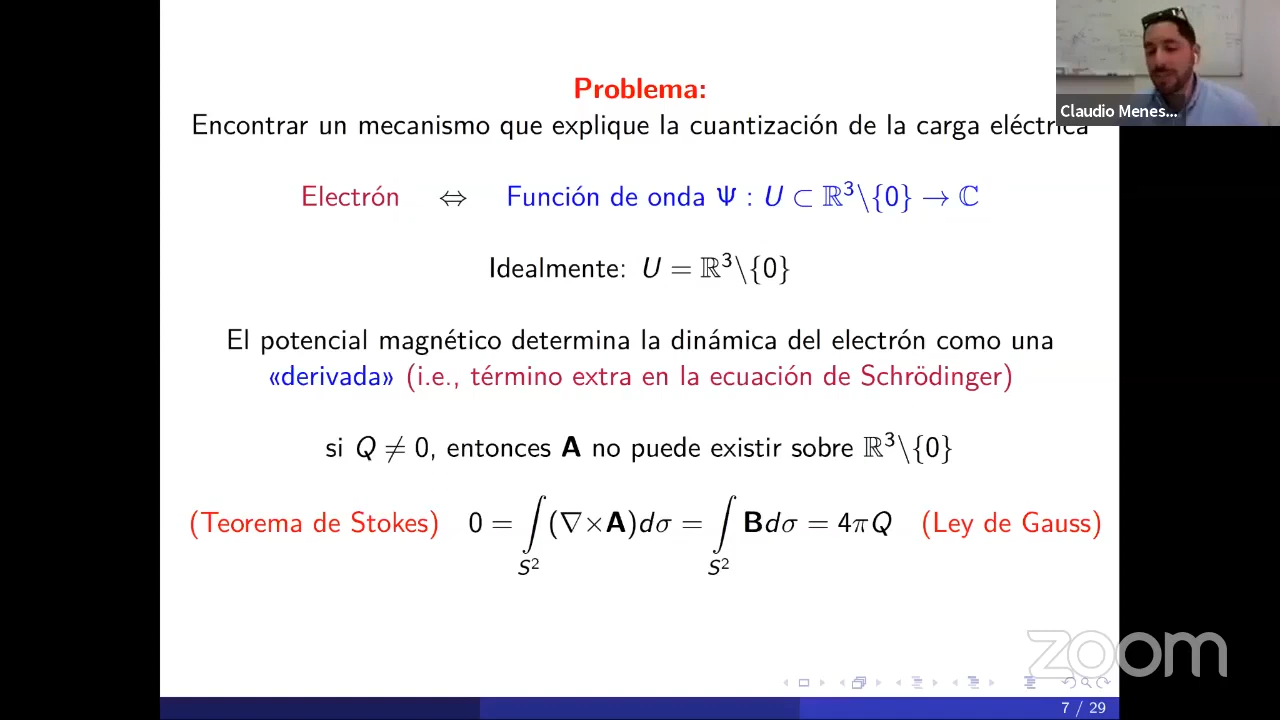 Problema:
Encontrar un mecanismo que explique la cuantización de la carga eléctrica
Claudio Menes...
Electrón ⇔ Función de onda Ψ : U ⊂ ℝ³\{0} → ℂ
Idealmente: U = ℝ³\{0}
El potencial magnético determina la dinámica del electrón como una
«derivada» (i.e., término extra en la ecuación de Schrödinger)
si Q ≠ 0, entonces A no puede existir sobre ℝ³\{0}
(Teorema de Stokes) 0 = ∫_{S²} (∇×A)dσ = ∫_{S²} Bdσ = 4πQ (Ley de Gauss)
zoom
7 / 29